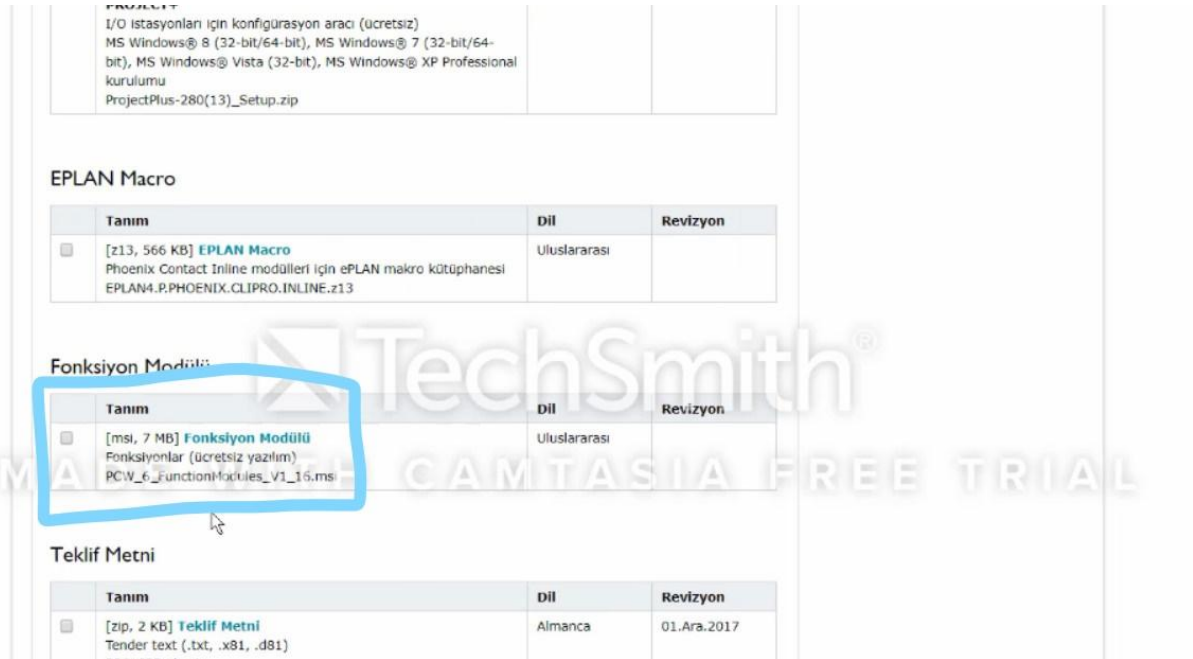 PROJECT+
I/O istasyonları için konfigürasyon aracı (ücretsiz)
MS Windows® 8 (32-bit/64-bit), MS Windows® 7 (32-bit/64-
bit), MS Windows® Vista (32-bit), MS Windows® XP Professional
kurulumu
ProjectPlus-280(13)_Setup.zip
EPLAN Macro
Tanım Dil Revizyon
[z13, 566 KB] EPLAN Macro Uluslararası
Phoenix Contact Inline modülleri için ePLAN makro kütüphanesi
EPLAN4.P.PHOENIX.CLIPRO.INLINE.z13
TechSmith®
Fonksiyon Modülü
Tanım Dil Revizyon
[msi, 7 MB] Fonksiyon Modülü Uluslararası
Fonksiyonlar (ücretsiz yazılım)
PCW_6_FunctionModules_V1_16.msi
MADE WITH CAMTASIA FREE TRIAL
Teklif Metni
Tanım Dil Revizyon
[zip, 2 KB] Teklif Metni Almanca 01.Ara.2017
Tender text (.txt, .x81, .d81)